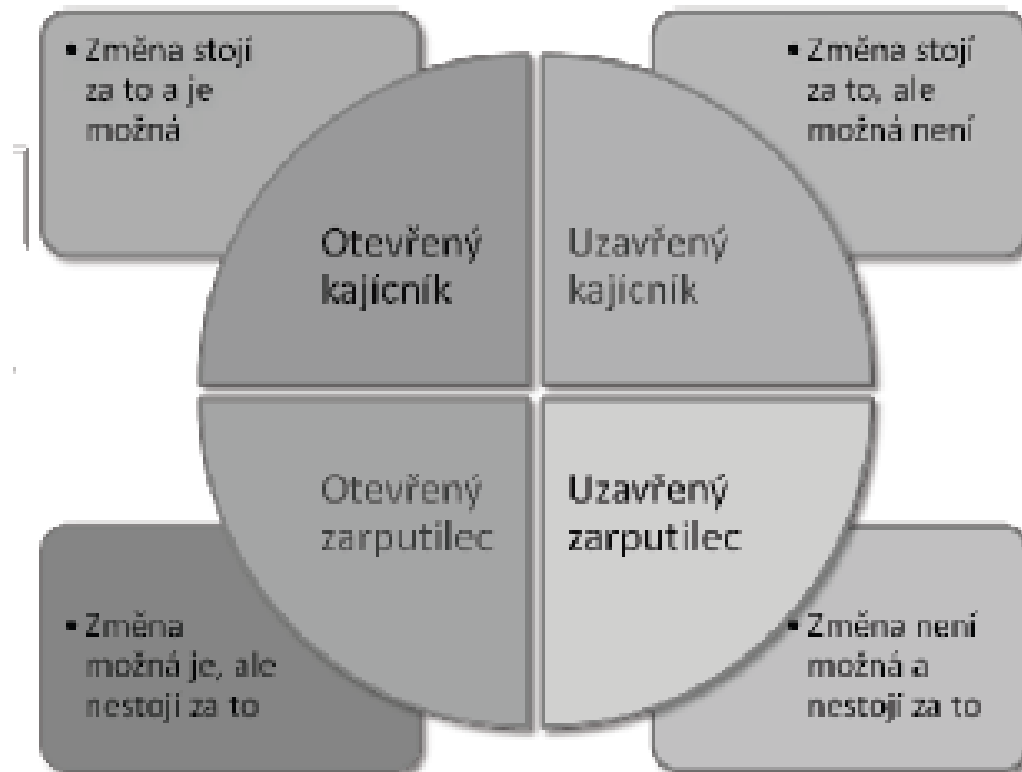 • Změna stojí
za to a je
možná
• Změna stojí
za to, ale
možná není
Otevřený
kajícník
Uzavřený
kajícník
Otevřený
zarputilec
Uzavřený
zarputilec
• Změna
možná je, ale
nestojí za to
• Změna není
možná a
nestojí za to